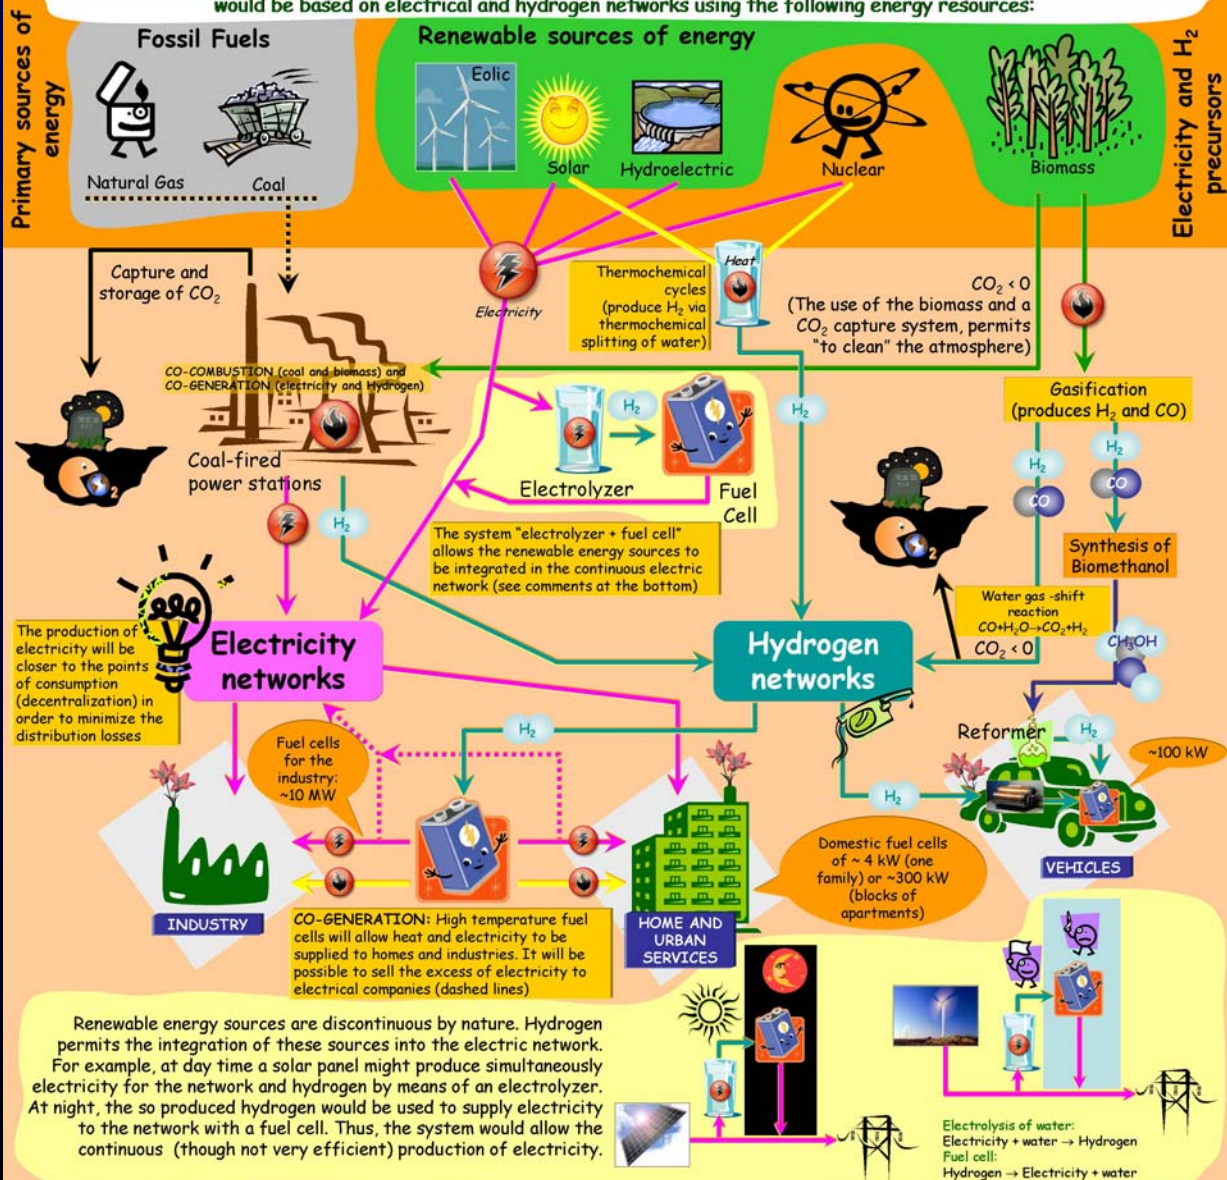 would be based on electrical and hydrogen networks using the following energy resources:
Primary sources of
energy
Fossil Fuels
Natural Gas
Coal
Renewable sources of energy
Eolic
Solar
Hydroelectric
Nuclear
Biomass
Electricity and H2
precursors
Capture and
storage of CO2
Electricity
Thermochemical
cycles
(produce H2 via
thermochemical
splitting of water)
Heat
CO2 < 0
(The use of the biomass and a
CO2 capture system, permits
"to clean" the atmosphere)
CO-COMBUSTION (coal and biomass) and
CO-GENERATION (electricity and Hydrogen)
Coal-fired
power stations
H2
Electrolyzer
H2
Fuel
Cell
H2
Gasification
(produces H2 and CO)
H2
CO
H2
CO
2
2
The system "electrolyzer + fuel cell"
allows the renewable energy sources to
be integrated in the continuous electric
network (see comments at the bottom)
Synthesis of
Biomethanol
Water gas -shift
reaction
CO+H2O→CO2+H2
CO2 < 0
CH3OH
The production of
electricity will be
closer to the points
of consumption
(decentralization) in
order to minimize the
distribution losses
Electricity
networks
Hydrogen
networks
H2
Fuel cells
for the
industry:
~10 MW
Reformer
H2
~100 kW
H2
VEHICLES
Domestic fuel cells
of ~ 4 kW (one
family) or ~300 kW
(blocks of
apartments)
INDUSTRY
CO-GENERATION: High temperature fuel
cells will allow heat and electricity to be
supplied to homes and industries. It will be
possible to sell the excess of electricity to
electrical companies (dashed lines)
HOME AND
URBAN
SERVICES
Renewable energy sources are discontinuous by nature. Hydrogen
permits the integration of these sources into the electric network.
For example, at day time a solar panel might produce simultaneously
electricity for the network and hydrogen by means of an electrolyzer.
At night, the so produced hydrogen would be used to supply electricity
to the network with a fuel cell. Thus, the system would allow the
continuous (though not very efficient) production of electricity.
Electrolysis of water:
Electricity + water → Hydrogen
Fuel cell:
Hydrogen → Electricity + water